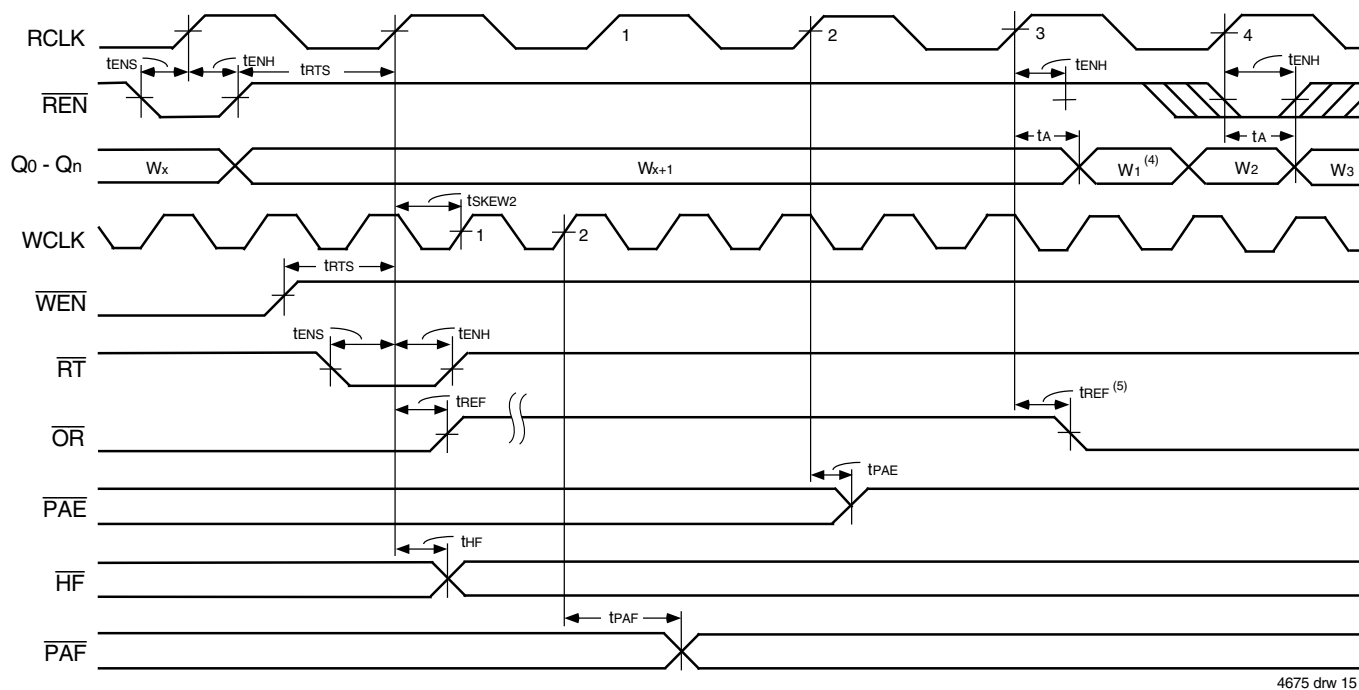 RCLK 1 2 3 4
tENS tENH tRTS tENH tENH
REN
tA tA
Q0 - Qn Wx Wx+1 W1 (4) W2 W3
tSKEW2
WCLK 1 2
tRTS
WEN
tENS tENH
RT
tREF tREF (5)
OR
tPAE
PAE
tHF
HF
tPAF
PAF
4675 drw 15